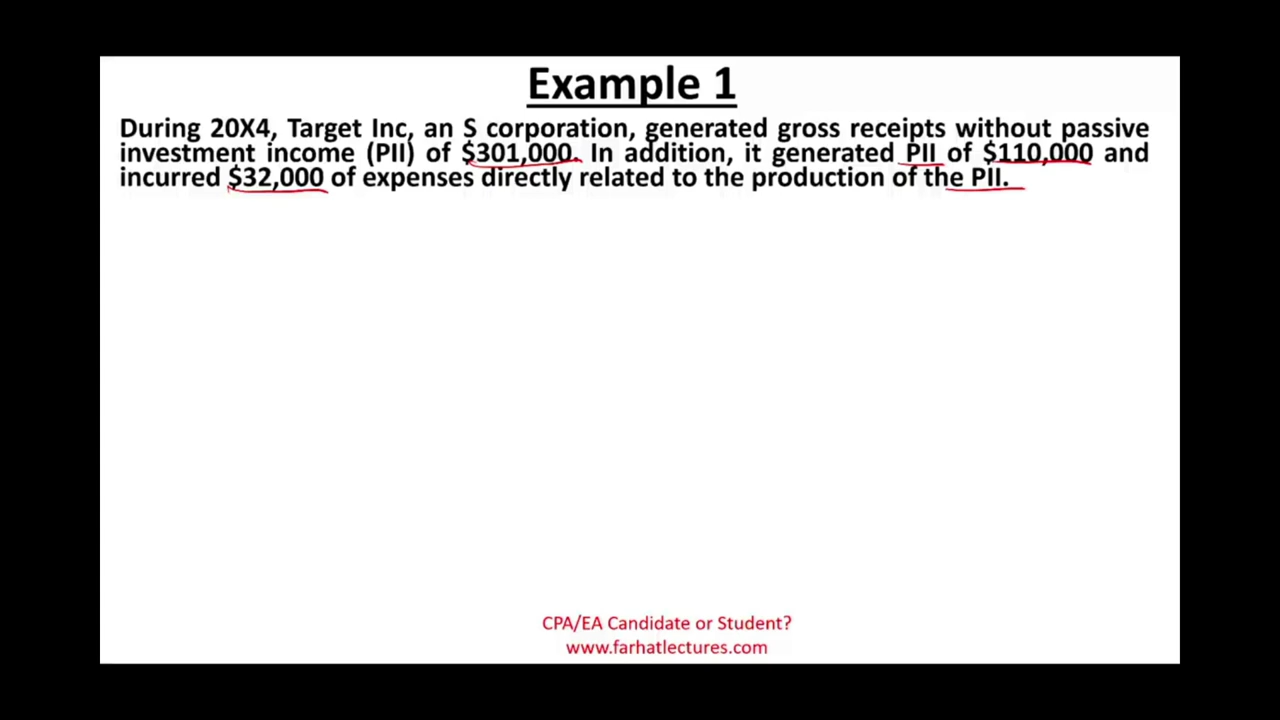 Example 1
During 20X4, Target Inc, an S corporation, generated gross receipts without passive
investment income (PII) of $301,000. In addition, it generated PII of $110,000 and
incurred $32,000 of expenses directly related to the production of the PII.
CPA/EA Candidate or Student?
www.farhatlectures.com